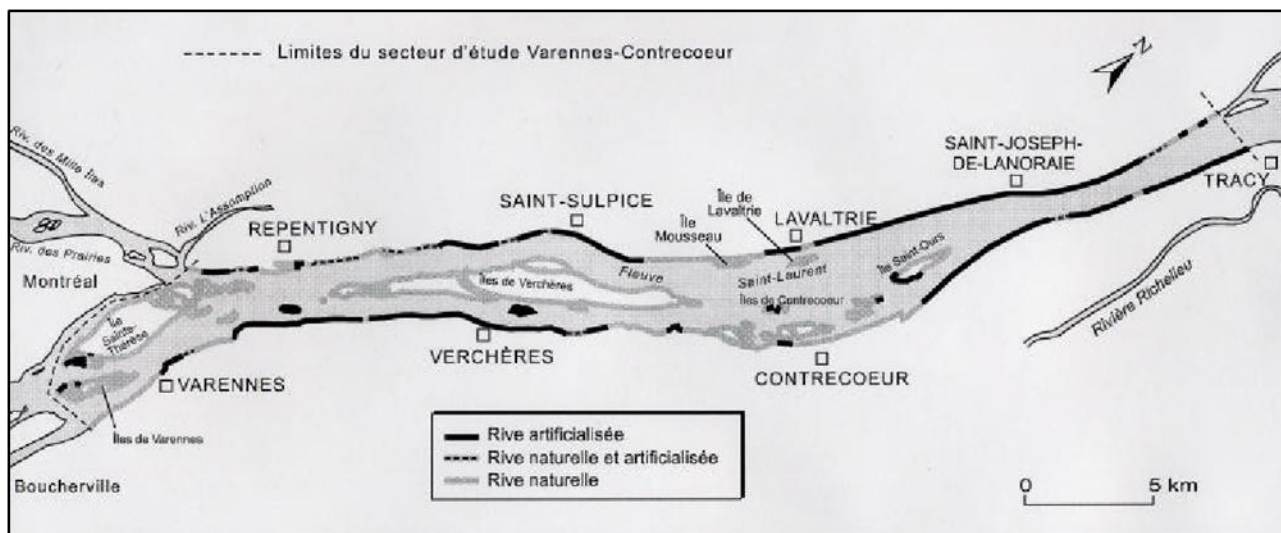 Limites du secteur d'étude Varennes-Contrecoeur
N
Riv. des Mille Îles
Riv. L'Assomption
Riv. des Prairies
Montréal
REPENTIGNY
SAINT-SULPICE
Île
Mousseau
Île de
Lavaltrie
LAVALTRIE
SAINT-JOSEPH-
DE-LANORAIE
TRACY
Fleuve
Saint-Laurent
Île Saint-Ours
Îles de Verchères
Îles de Contrecoeur
Rivière Richelieu
Île
Sainte-
Thérèse
VARENNES
VERCHÈRES
CONTRECOEUR
Îles de Varennes
Boucherville
Rive artificialisée
Rive naturelle et artificialisée
Rive naturelle
0 5 km